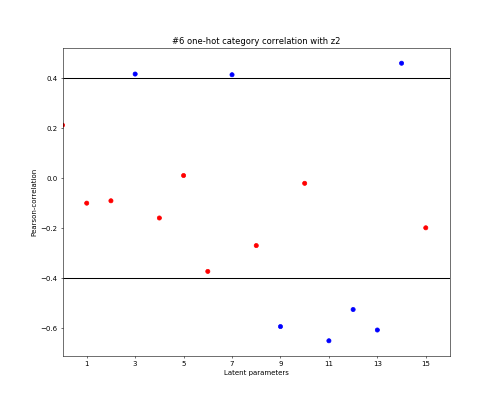 #6 one-hot category correlation with z2
0.4
0.2
0.0
−0.2
−0.4
−0.6
Pearson-correlation
1 3 5 7 9 11 13 15
Latent parameters